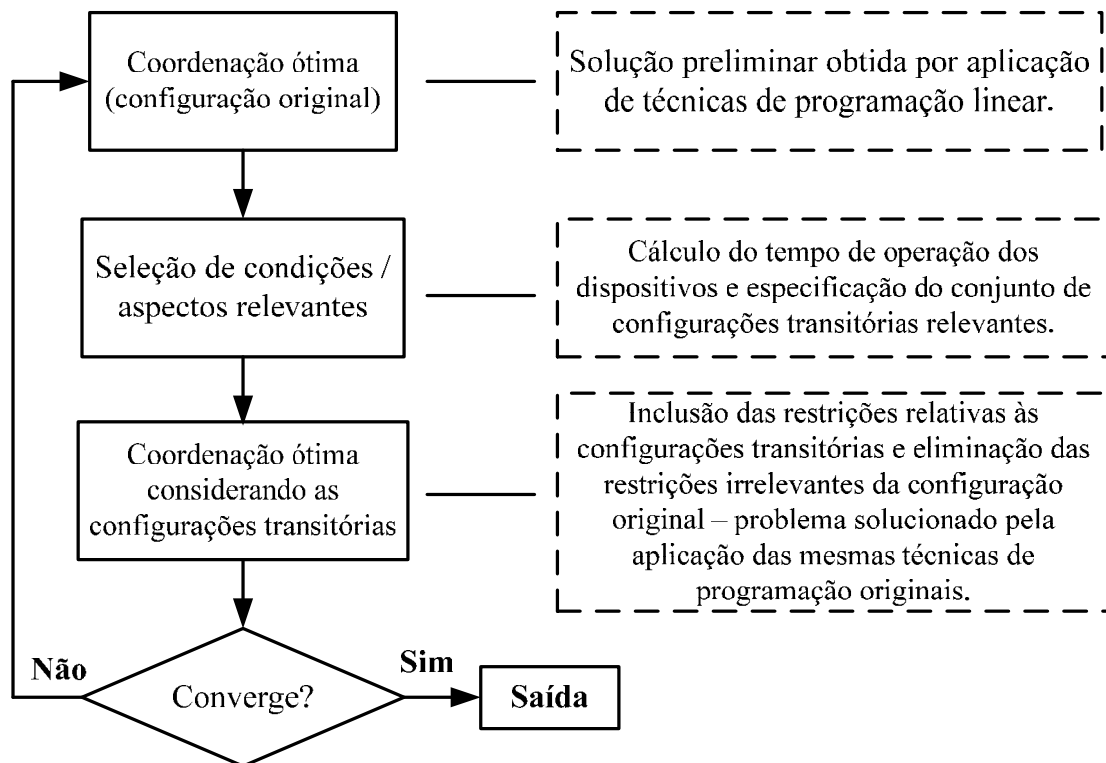 Coordenação ótima
(configuração original)
Solução preliminar obtida por aplicação
de técnicas de programação linear.
Seleção de condições /
aspectos relevantes
Cálculo do tempo de operação dos
dispositivos e especificação do conjunto de
configurações transitórias relevantes.
Coordenação ótima
considerando as
configurações transitórias
Inclusão das restrições relativas às
configurações transitórias e eliminação das
restrições irrelevantes da configuração
original – problema solucionado pela
aplicação das mesmas técnicas de
programação originais.
Não
Converge?
Sim
Saída